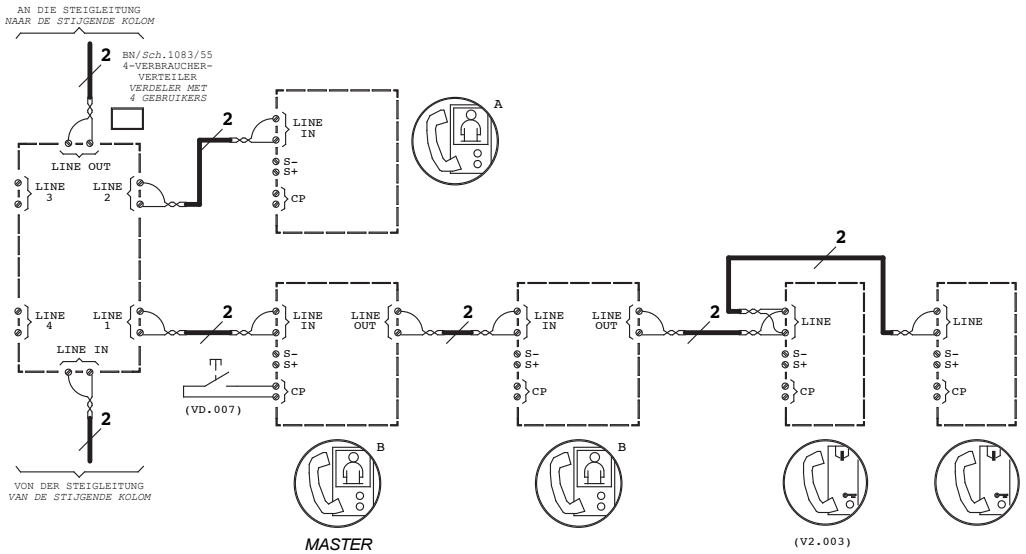 AN DIE STEIGLEITUNG
NAAR DE STIJGENDE KOLOM
2
BN/Sch.1083/55
4-VERBRAUCHER-
VERTEILER
VERDELER MET
4 GEBRUIKERS
LINE OUT
LINE
3
LINE
2
2
LINE
IN
S-
S+
CP
A
LINE
4
LINE
1
LINE IN
2
VON DER STEIGLEITUNG
VAN DE STIJGENDE KOLOM
2
(VD.007)
LINE
IN
LINE
OUT
S-
S+
CP
B
MASTER
2
LINE
IN
LINE
OUT
S-
S+
CP
B
2
2
LINE
S-
S+
CP
(V2.003)
LINE
S-
S+
CP